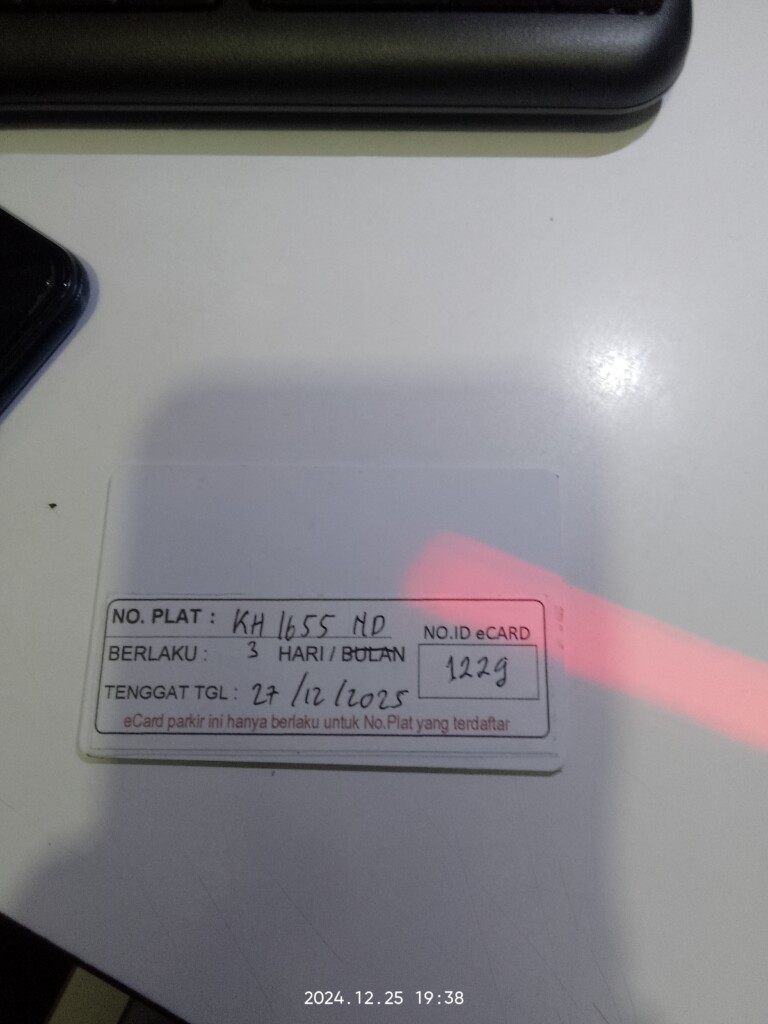 NO. PLAT : KH 1655 ND
NO.ID eCARD
BERLAKU : 3 HARI / BULAN
1229
TENGGAT TGL : 27/12/2025
eCard parkir ini hanya berlaku untuk No.Plat yang terdaftar
2024.12.25 19:38